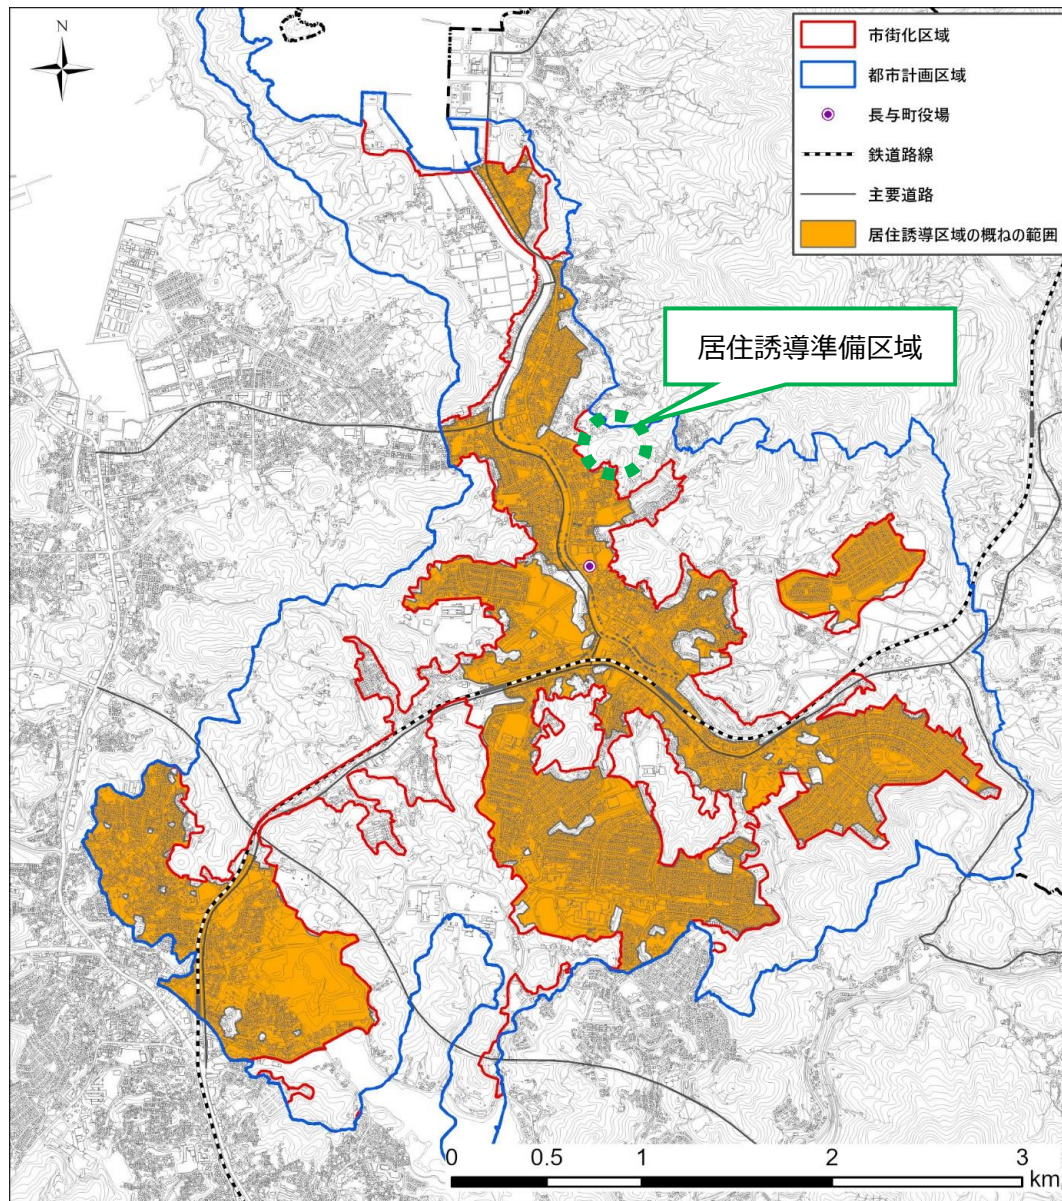 N
市街化区域
都市計画区域
長与町役場
鉄道路線
主要道路
居住誘導区域の概ねの範囲
居住誘導準備区域
0 0.5 1 2 3
km